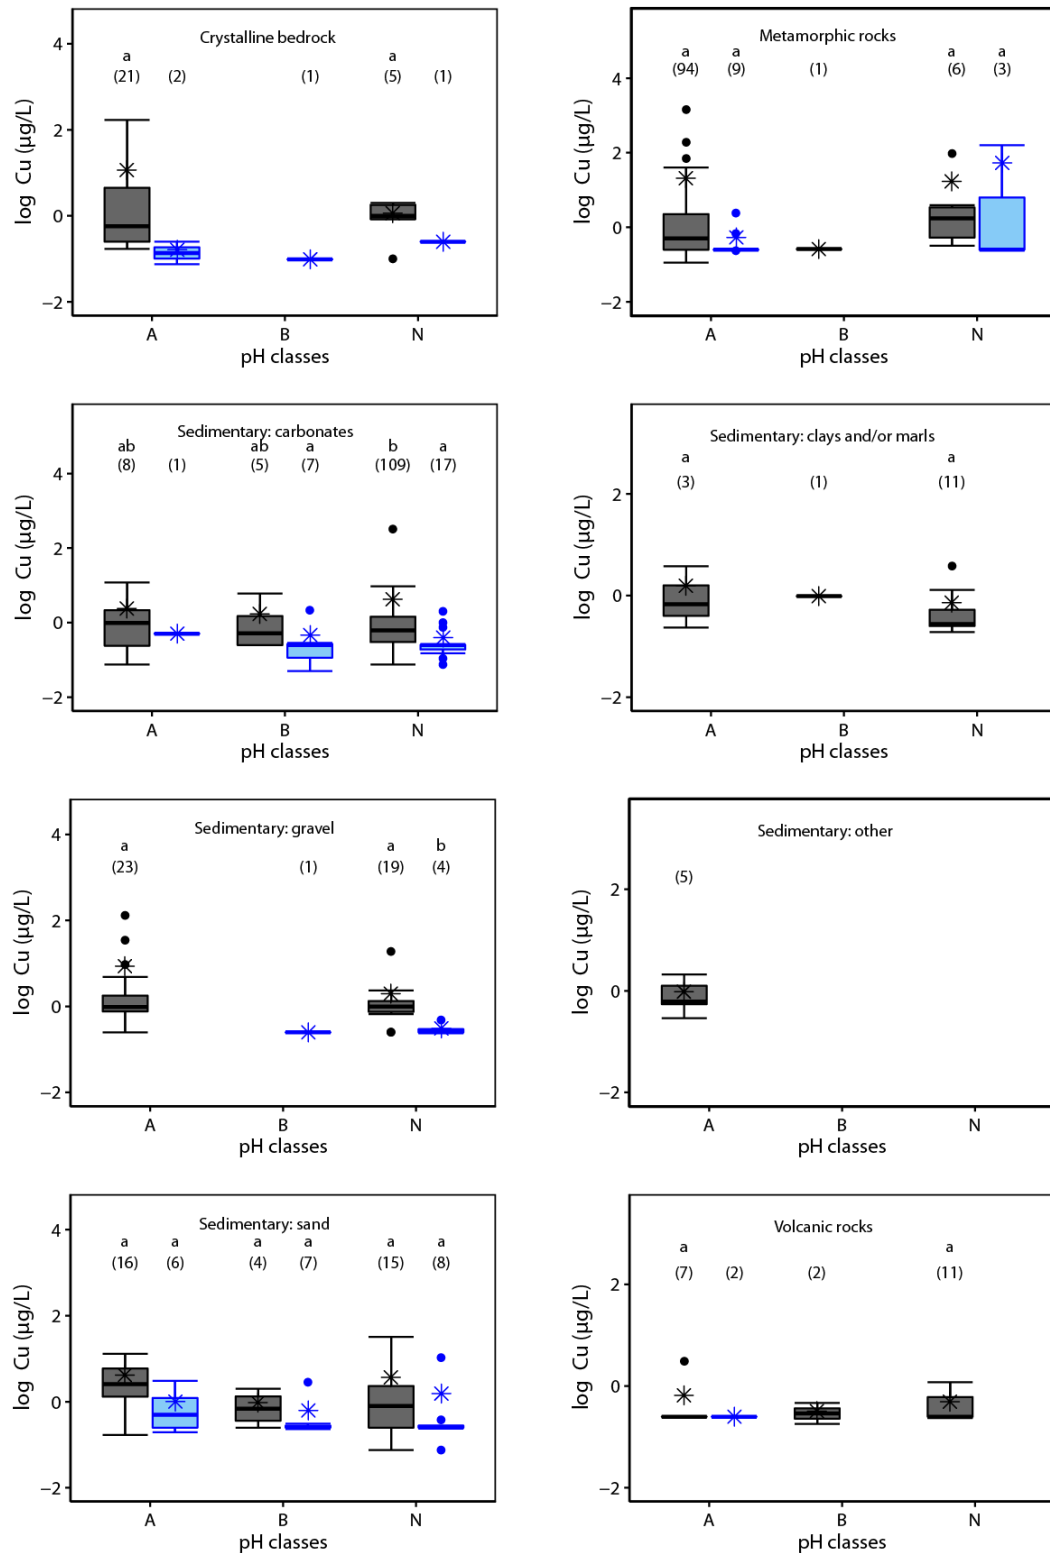 Crystalline bedrock
a a
(21) (2) (1) (5) (1)
4
2
0
−2
log Cu (µg/L)
A B N
pH classes
Metamorphic rocks
a a a a
(94) (9) (1) (6) (3)
4
2
0
−2
log Cu (µg/L)
A B N
pH classes
Sedimentary: carbonates
ab ab a b a
(8) (1) (5) (7) (109) (17)
4
2
0
−2
log Cu (µg/L)
A B N
pH classes
Sedimentary: clays and/or marls
a a
(3) (1) (11)
2
0
−2
log Cu (µg/L)
A B N
pH classes
Sedimentary: gravel
a a b
(23) (1) (19) (4)
4
2
0
−2
log Cu (µg/L)
A B N
pH classes
Sedimentary: other
(5)
2
0
−2
log Cu (µg/L)
A B N
pH classes
Sedimentary: sand
a a a a a a
(16) (6) (4) (7) (15) (8)
4
2
0
−2
log Cu (µg/L)
A B N
pH classes
Volcanic rocks
a a
(7) (2) (2) (11)
2
0
−2
log Cu (µg/L)
A B N
pH classes